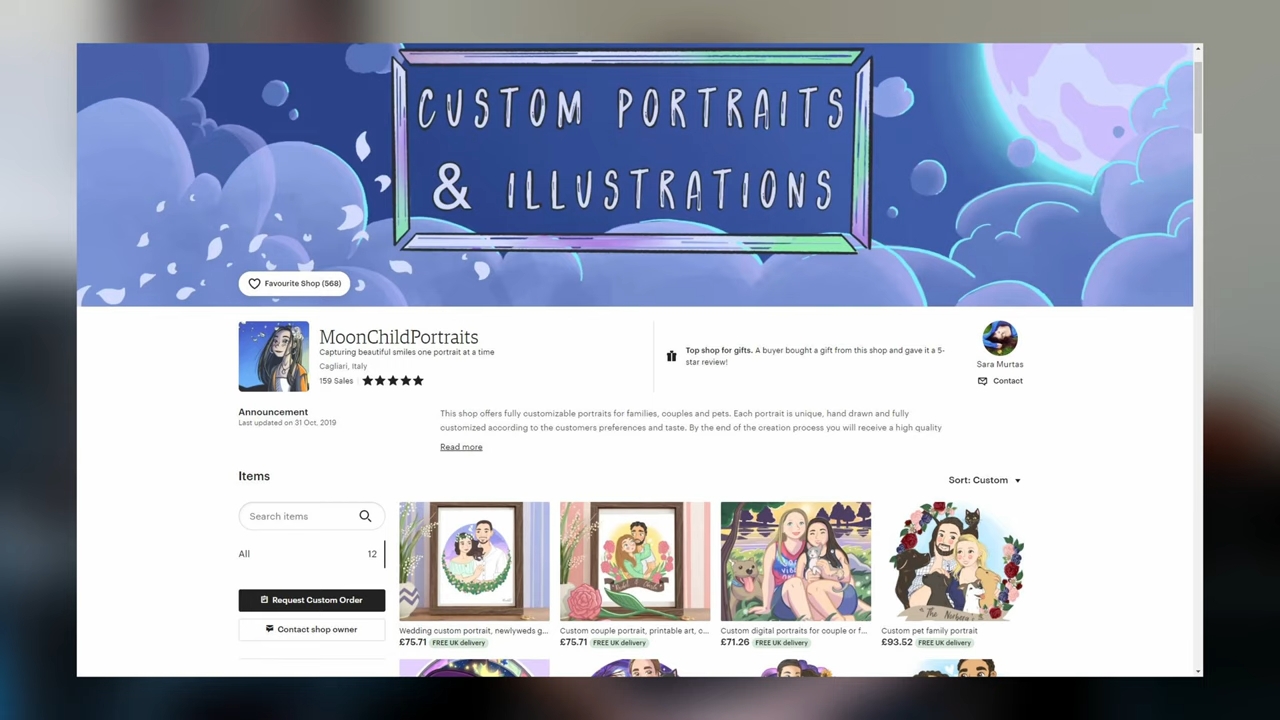 CUSTOM PORTRAITS
& ILLUSTRATIONS
Favourite Shop (568)
MoonChildPortraits
Capturing beautiful smiles one portrait at a time
Cagliari, Italy
159 Sales
Top shop for gifts. A buyer bought a gift from this shop and gave it a 5-
star review!
Sara Murtas
Contact
Announcement
Last updated on 31 Oct, 2019
This shop offers fully customizable portraits for families, couples and pets. Each portrait is unique, hand drawn and fully
customized according to the customers preferences and taste. By the end of the creation process you will receive a high quality
Read more
Items
Sort: Custom
Search items
All 12
Request Custom Order
Contact shop owner
Wedding custom portrait, newlyweds g...
£75.71 FREE UK delivery
Custom couple portrait, printable art, c...
£75.71 FREE UK delivery
Custom digital portraits for couple or f...
£71.26 FREE UK delivery
Custom pet family portrait
£93.52 FREE UK delivery